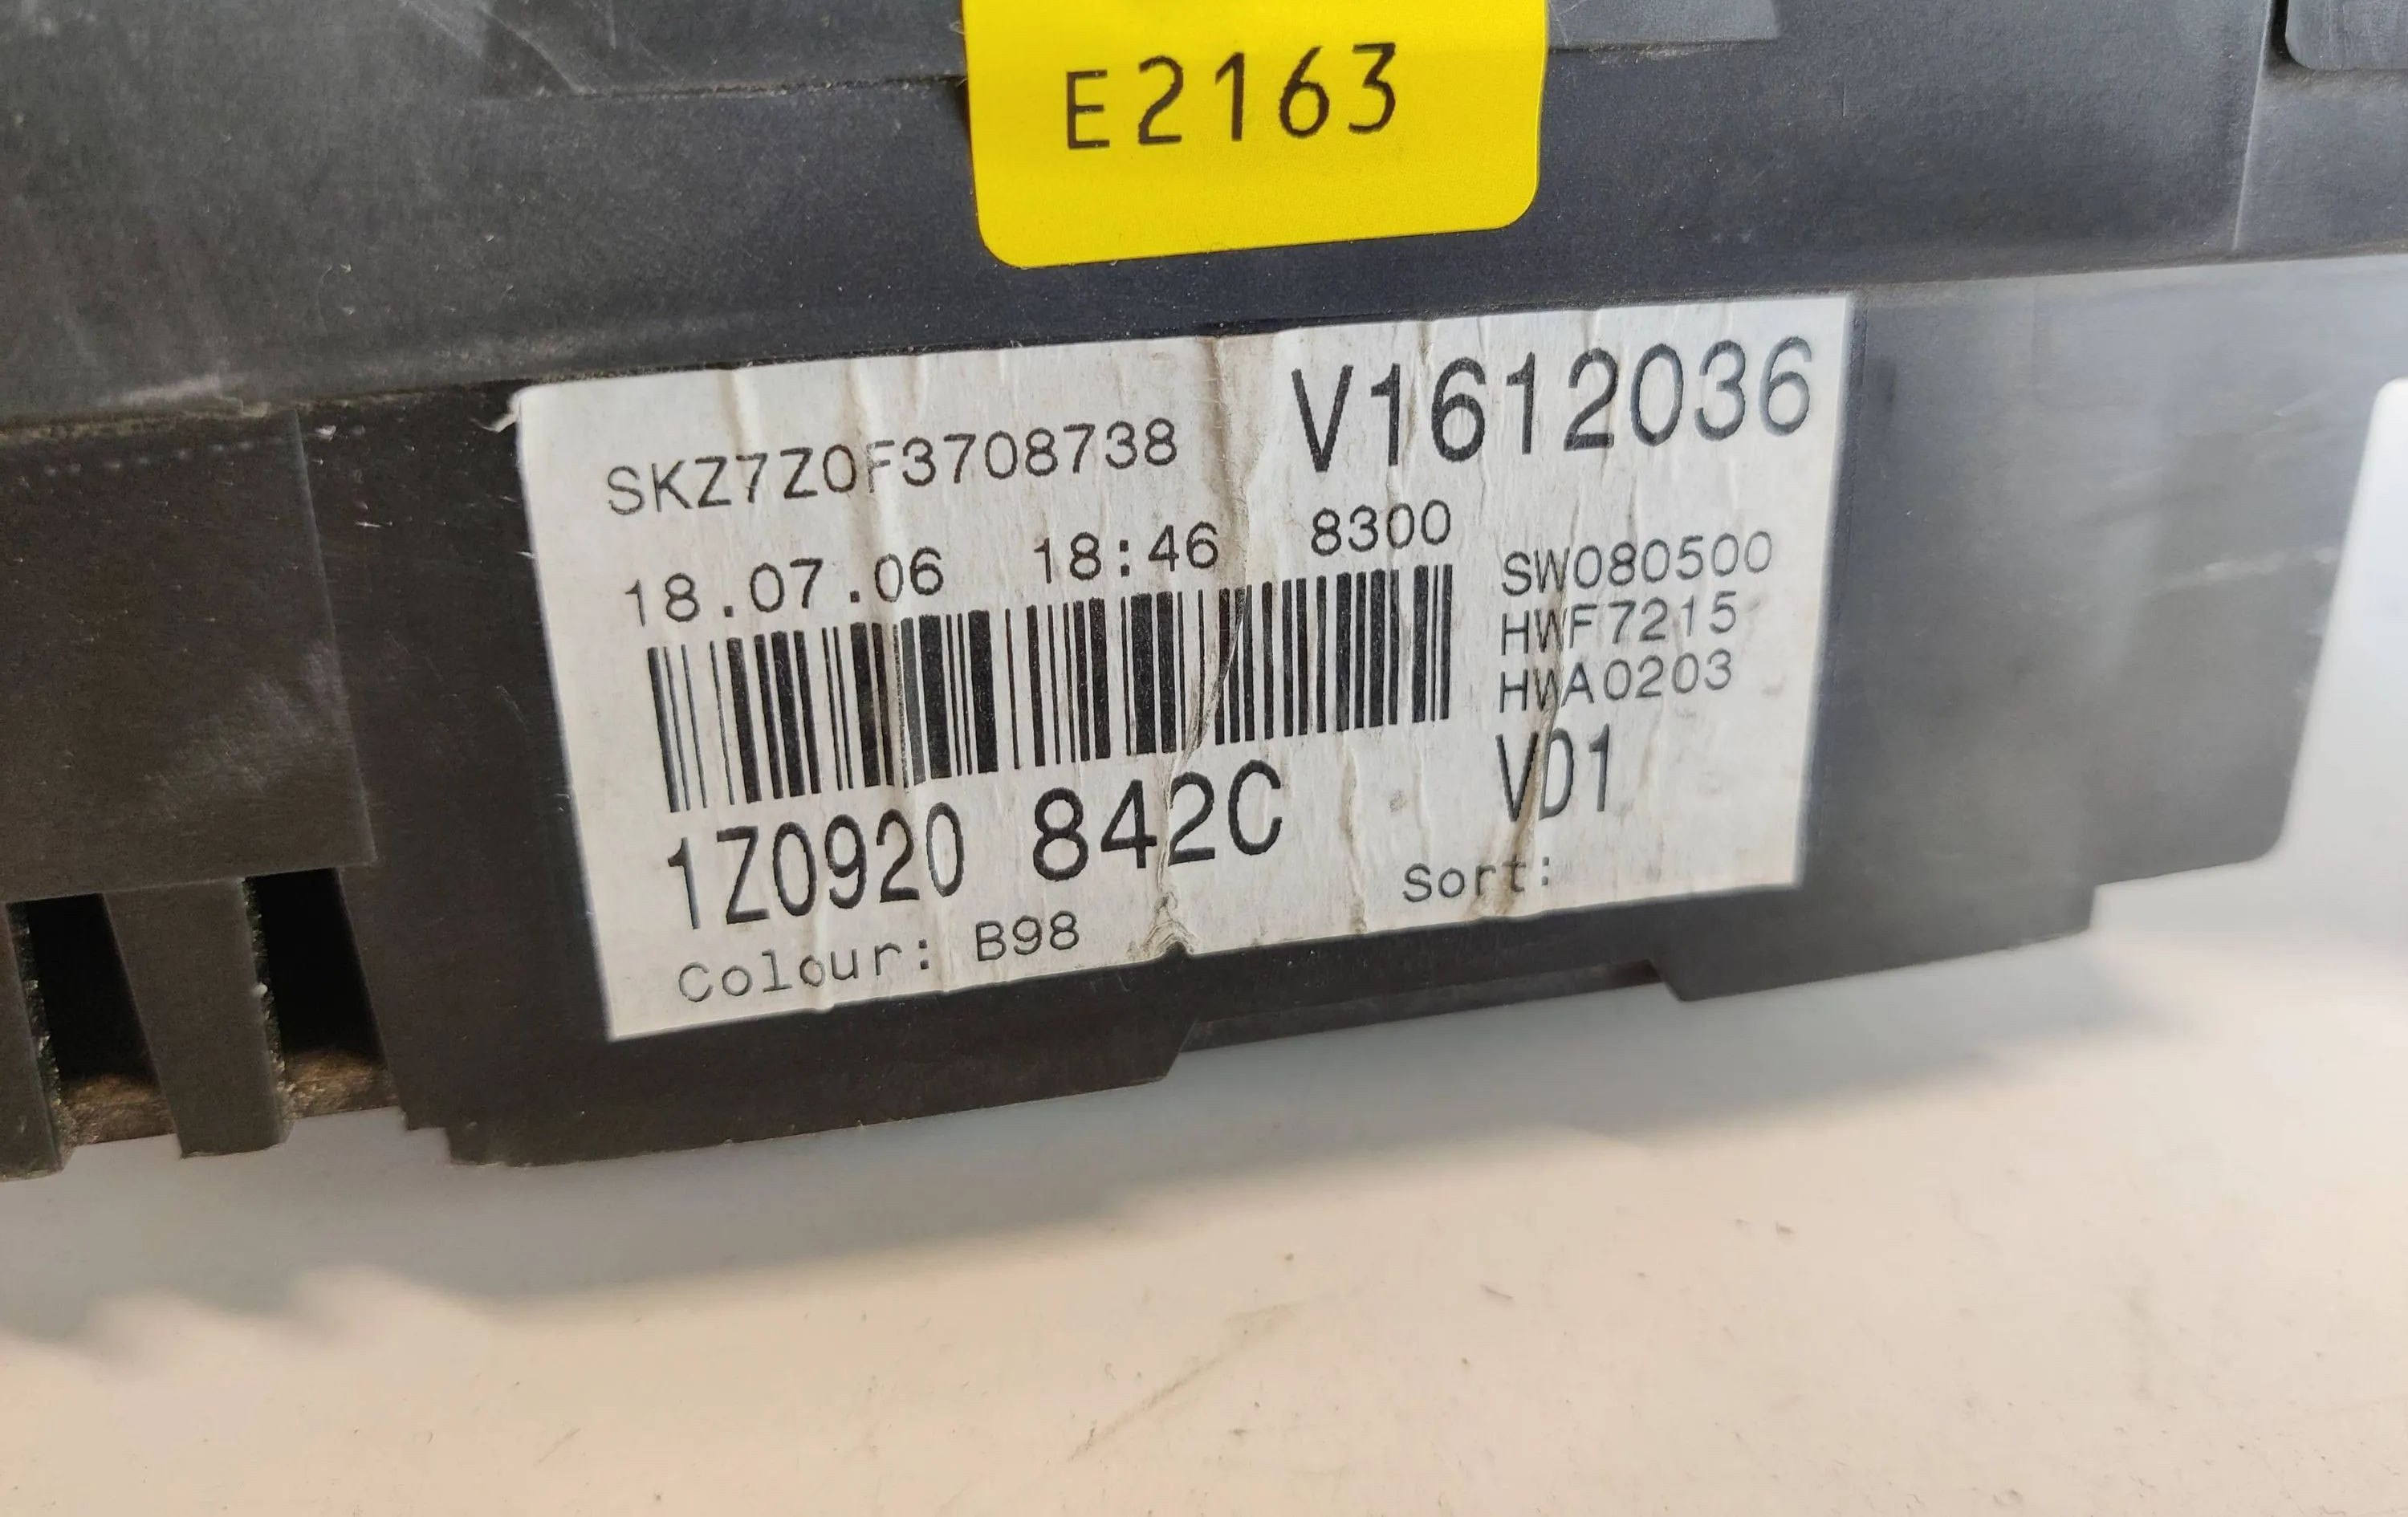 E2163
SKZ7Z0F3708738 V1612036
18.07.06 18:46 8300
SW080500
HWF7215
HWA0203
1Z0920 842C VD1
Colour: B98 Sort: